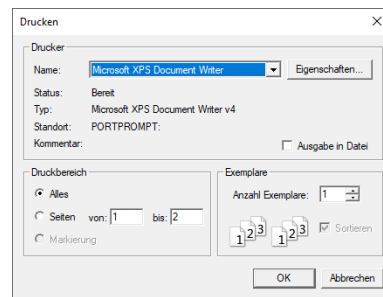 Drucken
Drucker
Name: Microsoft XPS Document Writer Eigenschaften...
Status: Bereit
Typ: Microsoft XPS Document Writer v4
Standort: PORTPROMPT:
Kommentar: Ausgabe in Datei
Druckbereich
Alles
Seiten von: 1 bis: 2
Markierung
Exemplare
Anzahl Exemplare: 1
1 2 3 1 2 3 Sortieren
OK Abbrechen